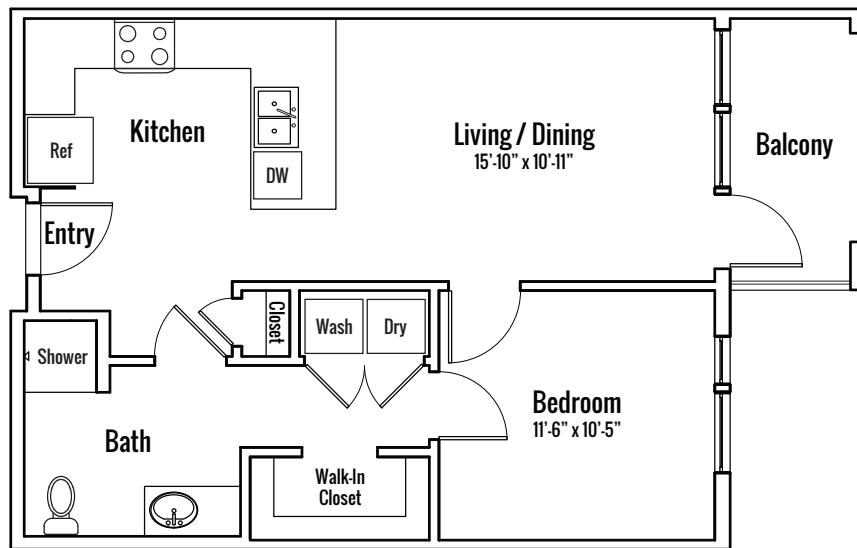 Kitchen
Ref
DW
Living / Dining
15'-10" x 10'-11"
Balcony
Entry
Closet
Wash
Dry
Shower
Bath
Bedroom
11'-6" x 10'-5"
Walk-In
Closet